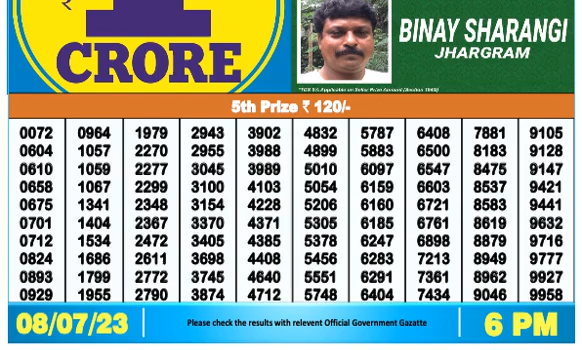 ₹ 1
CRORE
BINAY SHARANGI
JHARGRAM
5th Prize ₹ 120/-
0072 0964 1979 2943 3902 4832 5787 6408 7881 9105
0604 1057 2270 2955 3988 4899 5883 6500 8183 9128
0610 1059 2277 3045 3989 5010 6097 6547 8475 9147
0658 1067 2299 3100 4103 5054 6159 6603 8537 9421
0675 1341 2348 3154 4228 5206 6160 6721 8583 9441
0701 1404 2367 3370 4371 5305 6185 6761 8619 9632
0712 1534 2472 3405 4385 5378 6247 6898 8879 9716
0824 1686 2611 3698 4408 5456 6283 7213 8949 9777
0893 1799 2772 3745 4640 5551 6291 7361 8962 9927
0929 1955 2790 3874 4712 5748 6404 7434 9046 9958
08/07/23
Please check the results with relevent Official Government Gazatte
6 PM